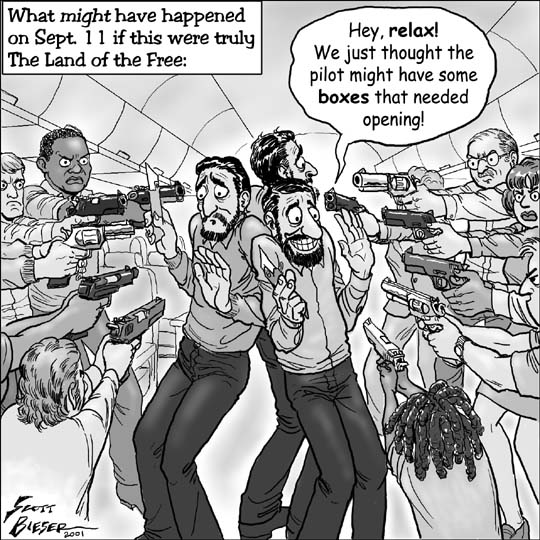 What might have happened
on Sept. 11 if this were truly
The Land of the Free:
Hey, relax!
We just thought the
pilot might have some
boxes that needed
opening!
SCOTT
BIESER
2001